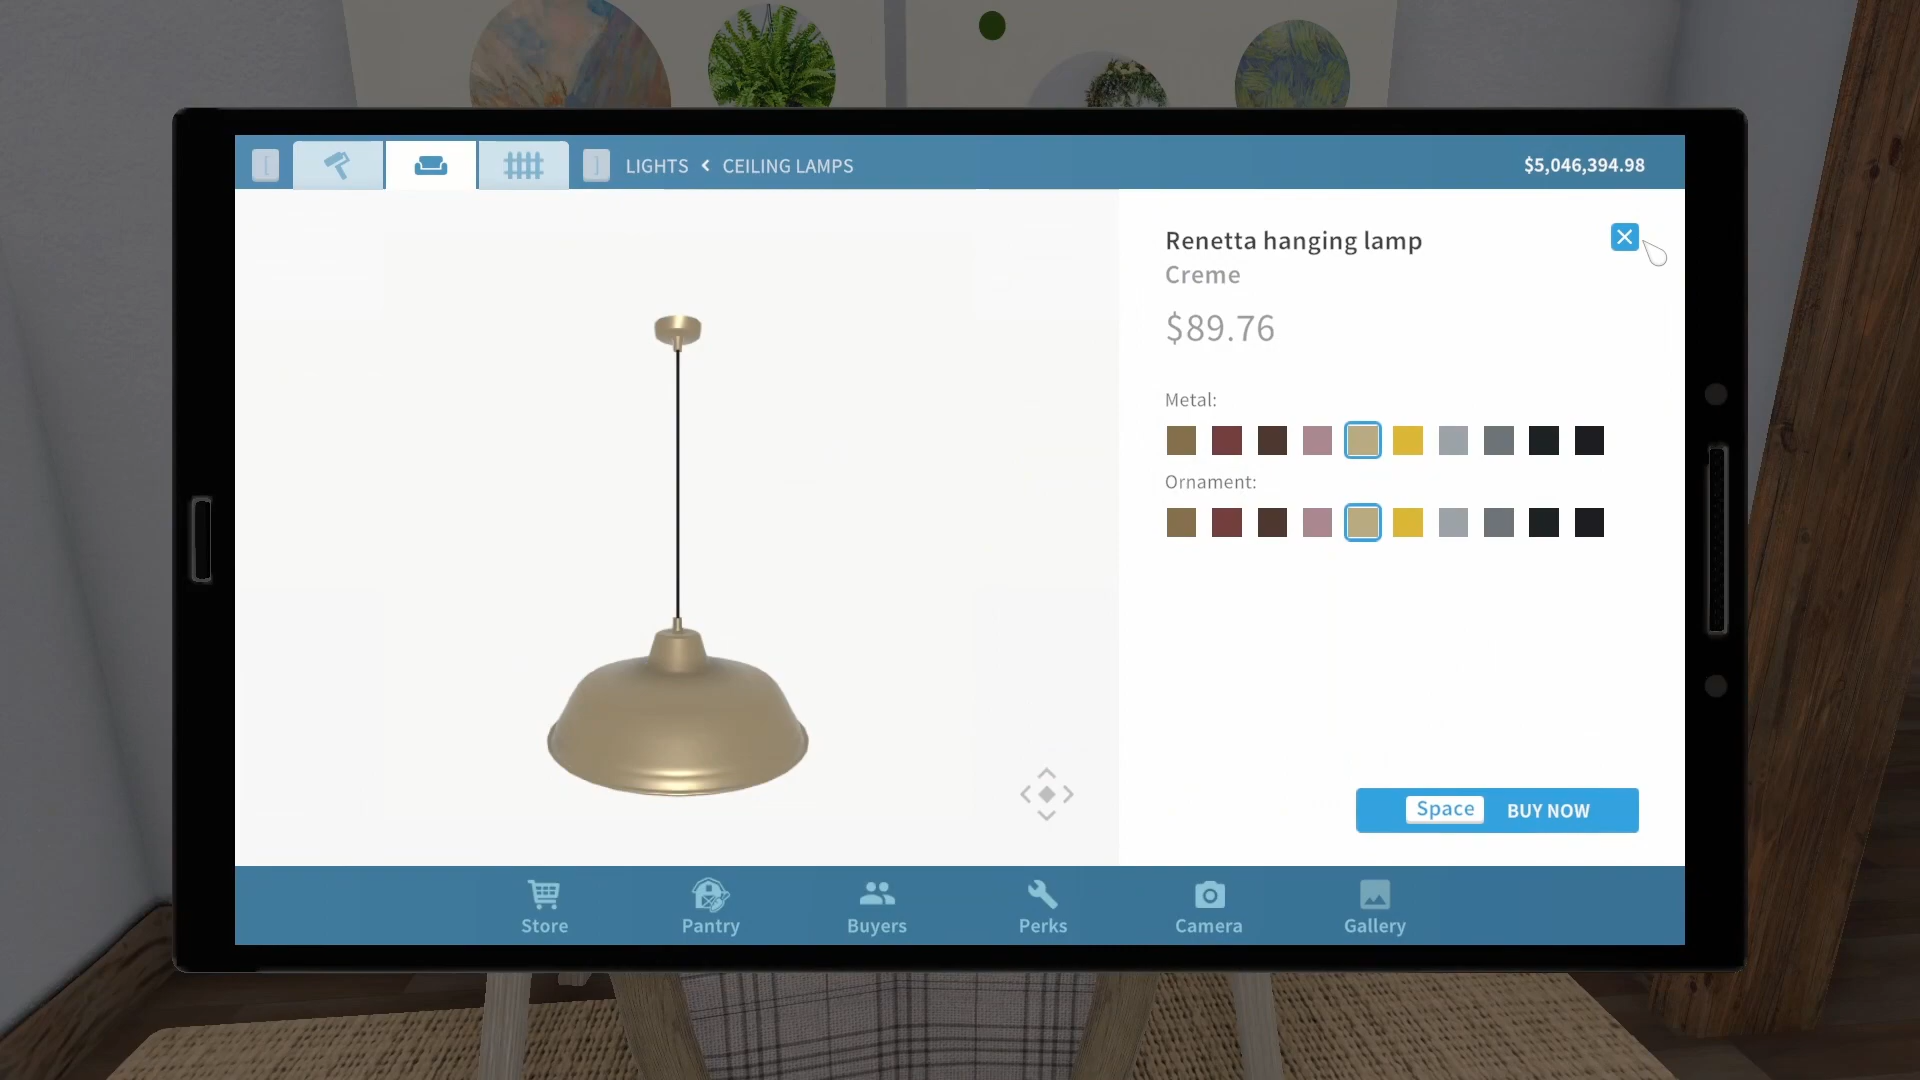 [
]
LIGHTS < CEILING LAMPS
$5,046,394.98
Renetta hanging lamp
Creme
$89.76
Metal:
Ornament:
Space BUY NOW
Store
Pantry
Buyers
Perks
Camera
Gallery